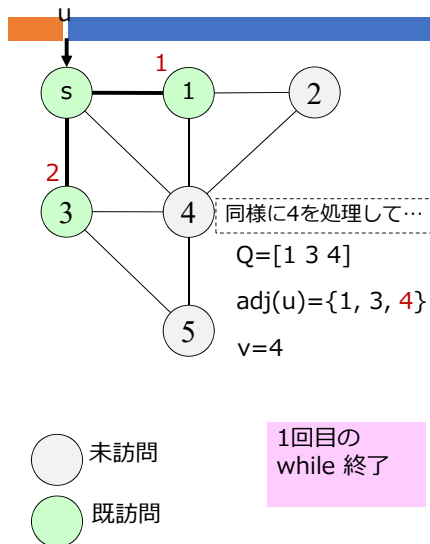 u
1
s
1
2
2
3
4
同様に4を処理して…
Q=[1 3 4]
adj(u)={1, 3, 4}
5
v=4
未訪問
既訪問
1回目の
while 終了